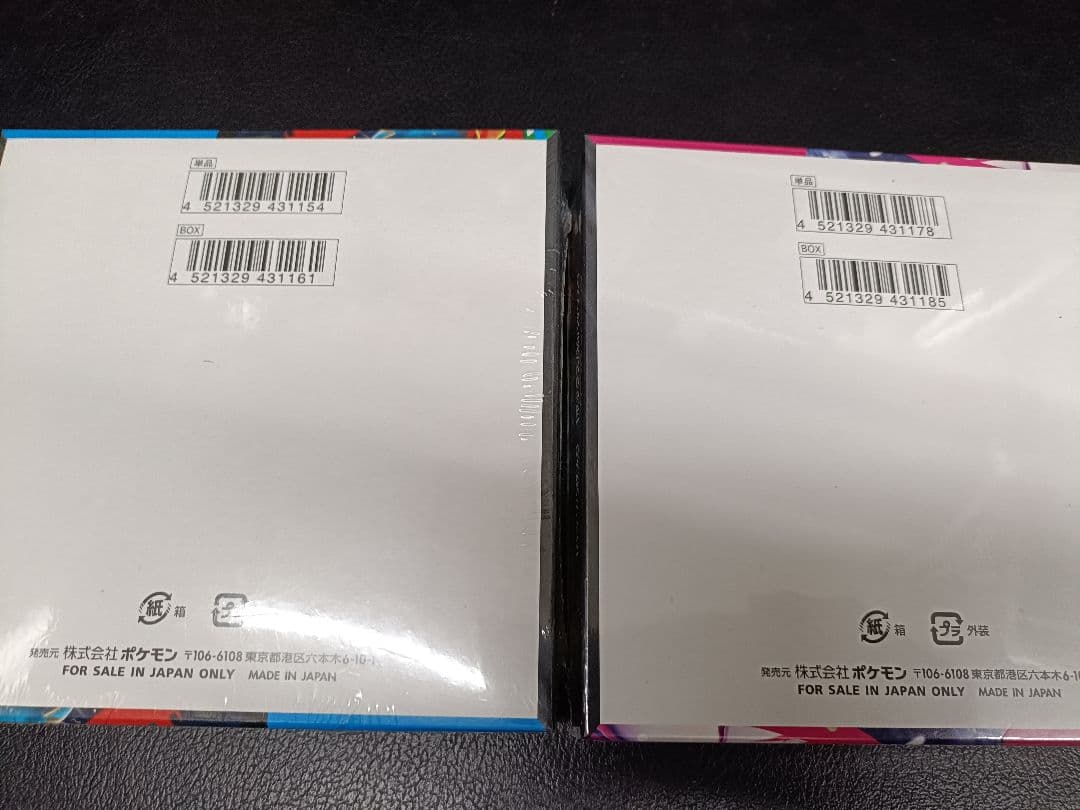 単品
4 521329 431154
BOX
4 521329 431161
紙 箱
プラ
発売元 株式会社ポケモン 〒106-6108 東京都港区六本木6-10-1
FOR SALE IN JAPAN ONLY MADE IN JAPAN
単品
4 521329 431178
BOX
4 521329 431185
紙 箱 プラ 外装
発売元 株式会社ポケモン 〒106-6108 東京都港区六本木6-10
FOR SALE IN JAPAN ONLY MADE IN JAPAN